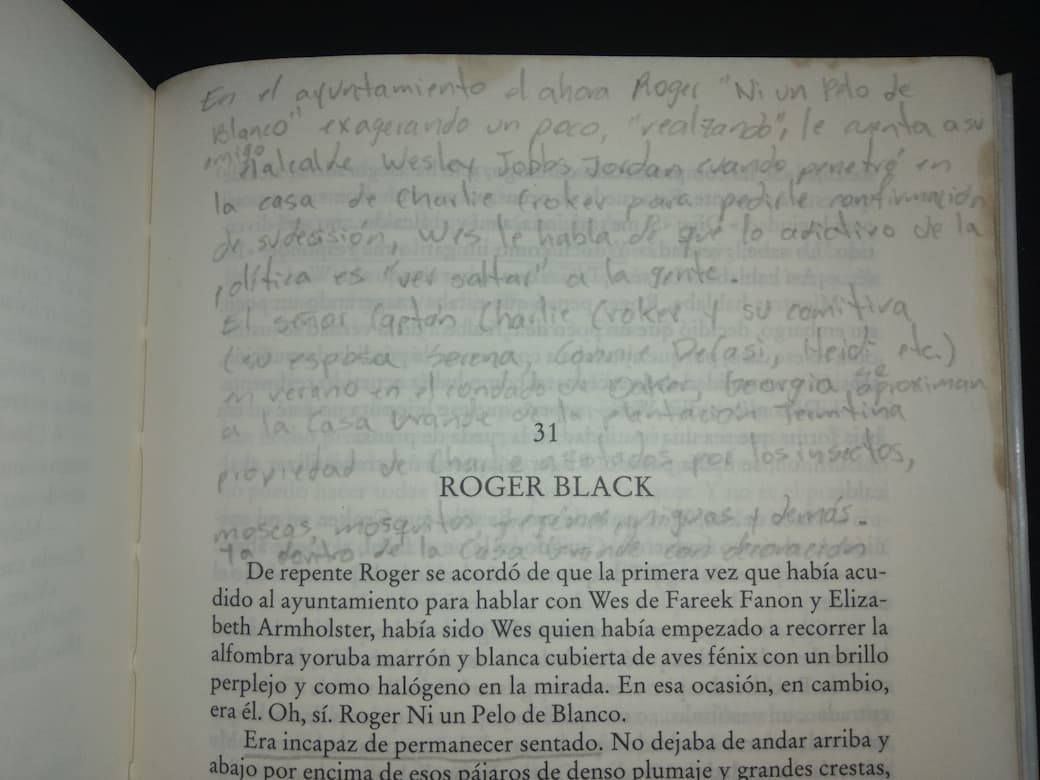 En el ayuntamiento el ahora Roger "Ni un Pelo de
Blanco" exagerando un poco, "realzando", le cuenta a su
amigo alcalde Wesley Jobbs Jordan cuando penetró en
la casa de Charlie Croker para pedirle confirmación
de su decisión, Wes le habla de que lo adictivo de la
política es "ver saltar" a la gente.
El señor Captan Charlie Croker y su comitiva
(su esposa Serena, Connie Delasi, Heidi etc.)
en verano en el condado de Baker, Georgia se aproximan
a la Casa Grande de la plantación Termtina
31
propiedad de Charlie azotados por los insectos,
ROGER BLACK
moscas, mosquitos niguas y demás.
Ya dentro de la Casa Grande con decoración
De repente Roger se acordó de que la primera vez que había acu-
dido al ayuntamiento para hablar con Wes de Fareek Fanon y Eliza-
beth Armholster, había sido Wes quien había empezado a recorrer la
alfombra yoruba marrón y blanca cubierta de aves fénix con un brillo
perplejo y como halógeno en la mirada. En esa ocasión, en cambio,
era él. Oh, sí. Roger Ni un Pelo de Blanco.
Era incapaz de permanecer sentado. No dejaba de andar arriba y
abajo por encima de esos pájaros de denso plumaje y grandes crestas,